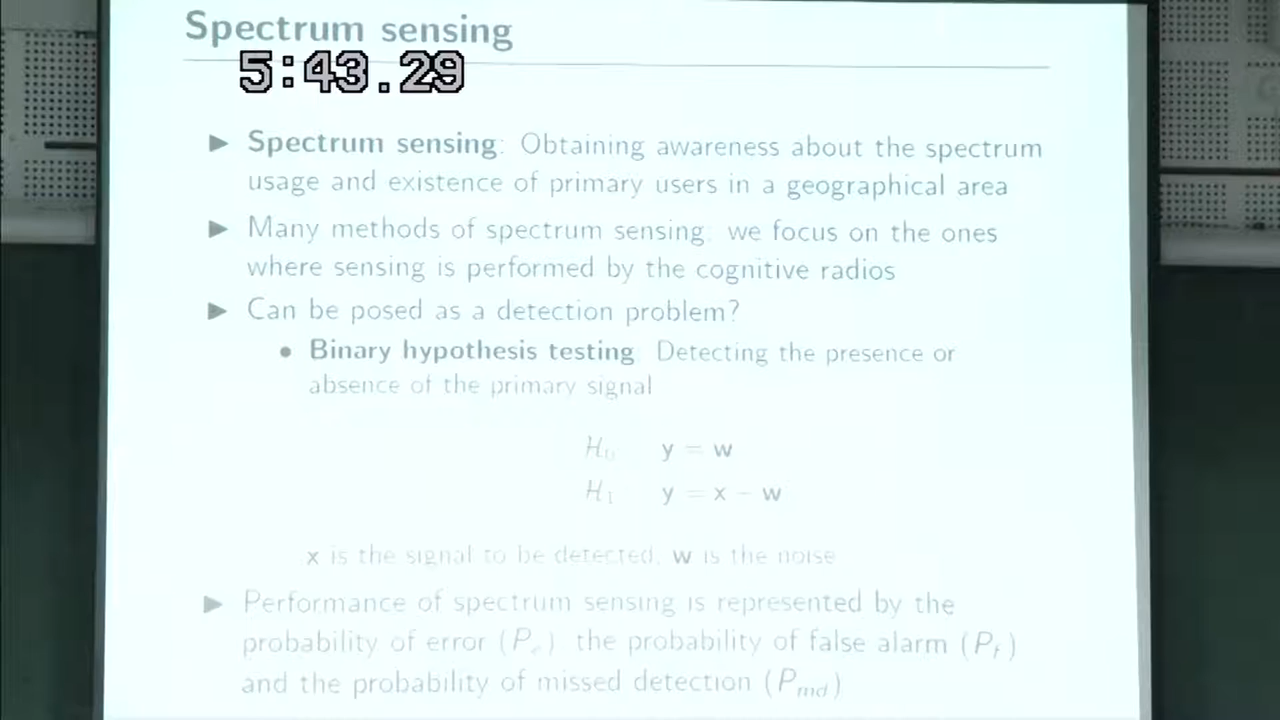 Spectrum sensing
5:43.29
▶ Spectrum sensing: Obtaining awareness about the spectrum
usage and existence of primary users in a geographical area
▶ Many methods of spectrum sensing: we focus on the ones
where sensing is performed by the cognitive radios
▶ Can be posed as a detection problem?
• Binary hypothesis testing: Detecting the presence or
absence of the primary signal
H₀ y = w
H₁ y = x + w
x is the signal to be detected, w is the noise
▶ Performance of spectrum sensing is represented by the
probability of error (Pₑ) the probability of false alarm (P_f)
and the probability of missed detection (P_md)